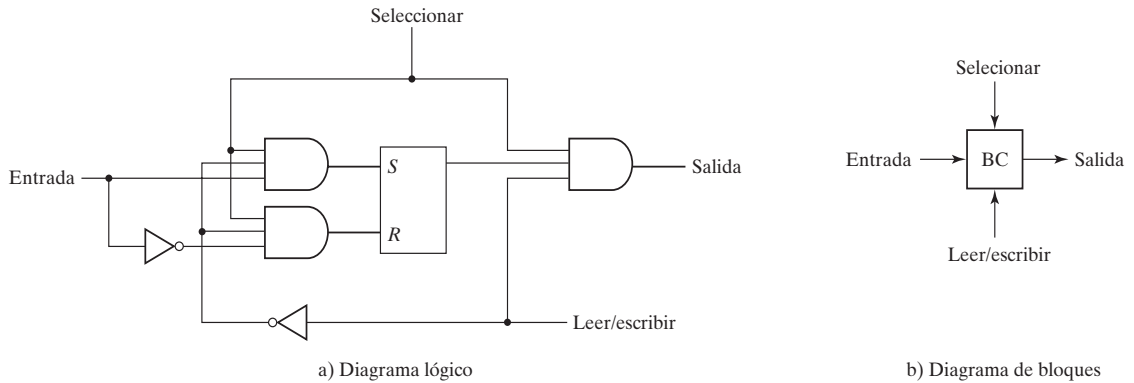 Seleccionar
Entrada
S
R
Salida
Leer/escribir
a) Diagrama lógico
Selecionar
Entrada
BC
Salida
Leer/escribir
b) Diagrama de bloques